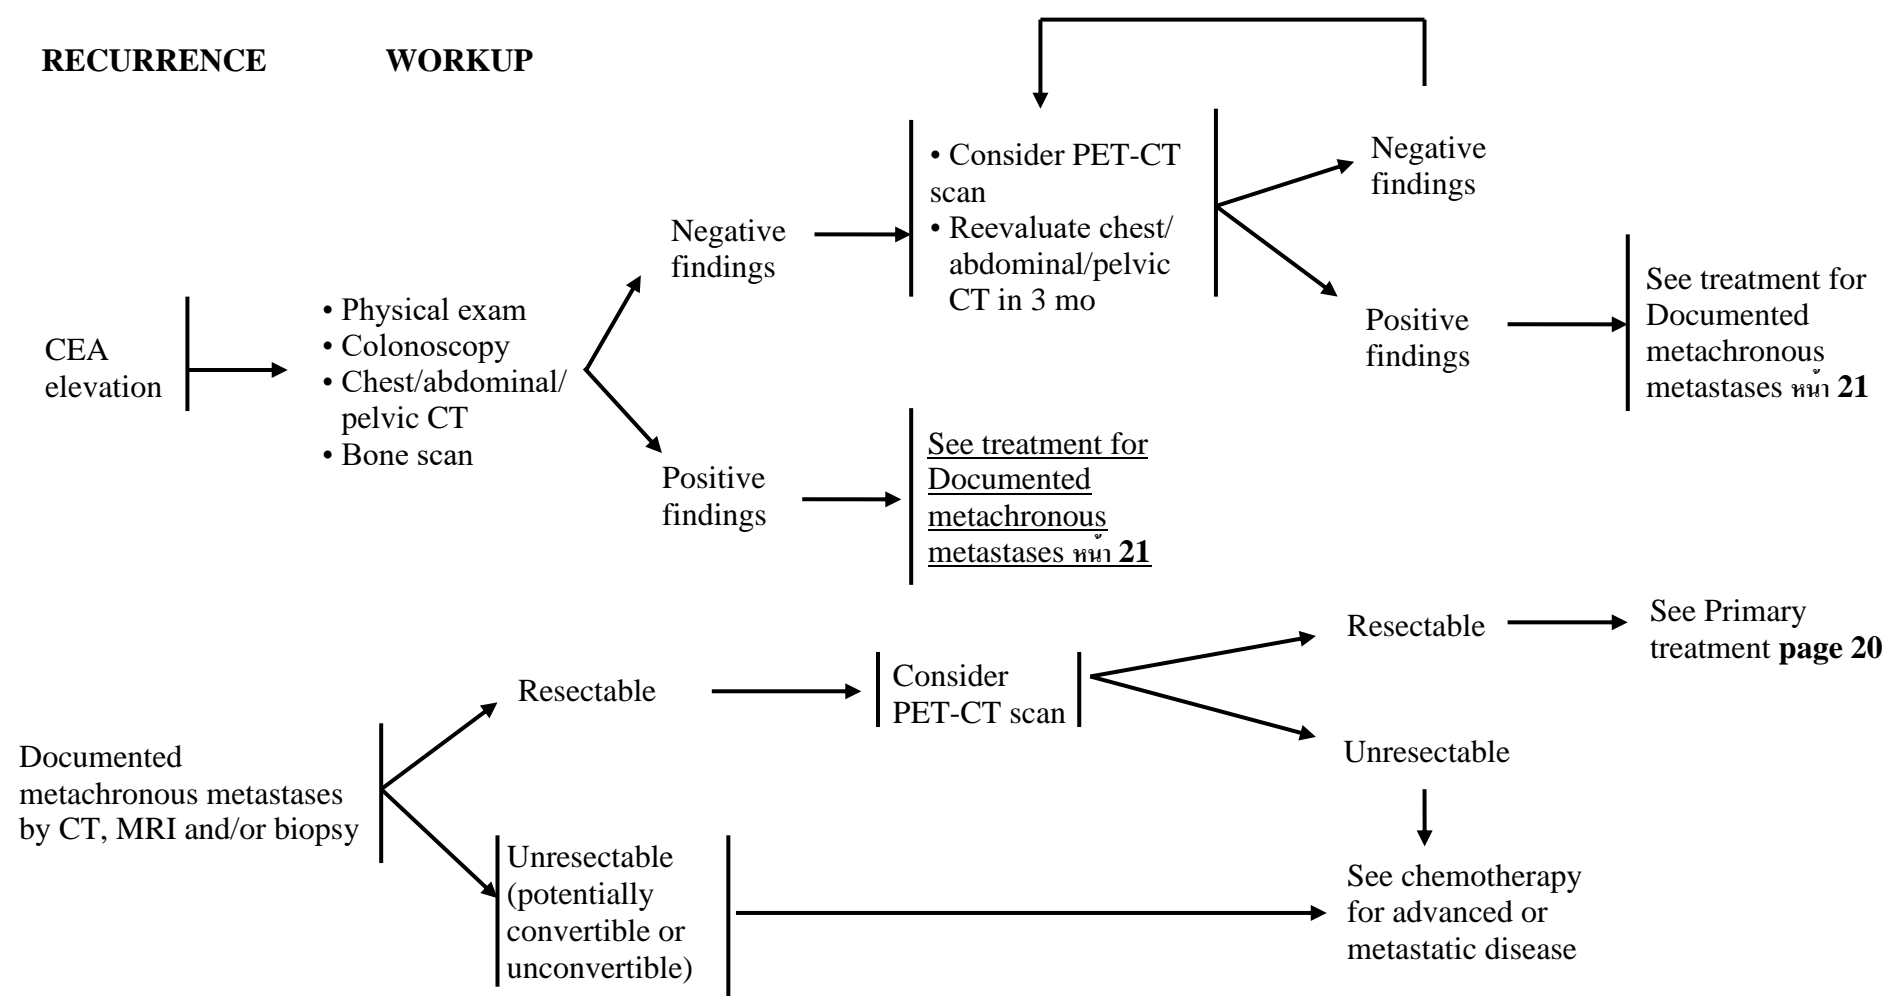 RECURRENCE
WORKUP
CEA
elevation
• Physical exam
• Colonoscopy
• Chest/abdominal/
pelvic CT
• Bone scan
Negative
findings
Positive
findings
• Consider PET-CT
scan
• Reevaluate chest/
abdominal/pelvic
CT in 3 mo
See treatment for
Documented
metachronous
metastases หน้า 21
Negative
findings
Positive
findings
See treatment for
Documented
metachronous
metastases หน้า 21
Documented
metachronous metastases
by CT, MRI and/or biopsy
Resectable
Unresectable
(potentially
convertible or
unconvertible)
Consider
PET-CT scan
Resectable
See Primary
treatment page 20
Unresectable
See chemotherapy
for advanced or
metastatic disease